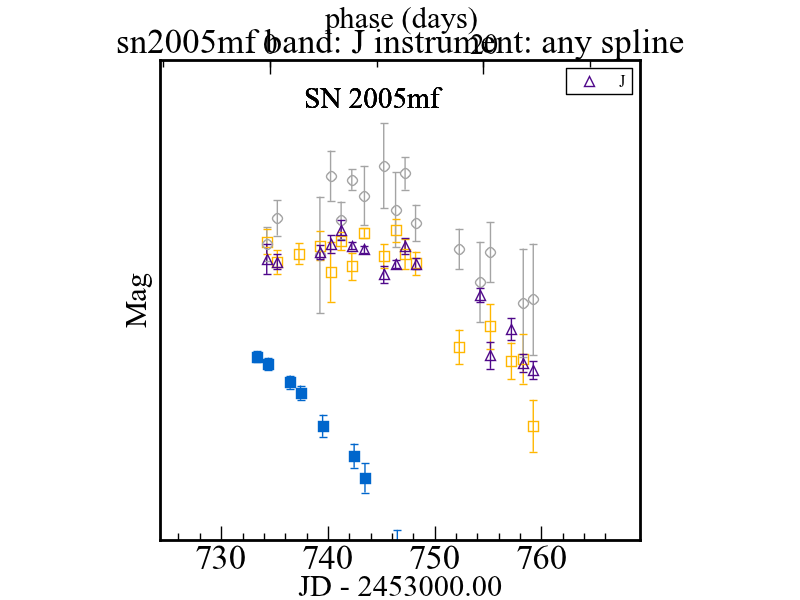 phase (days)
sn2005mf band: J instrument: any spline
0 20
J
SN 2005mf
Mag
730 740 750 760
JD - 2453000.00